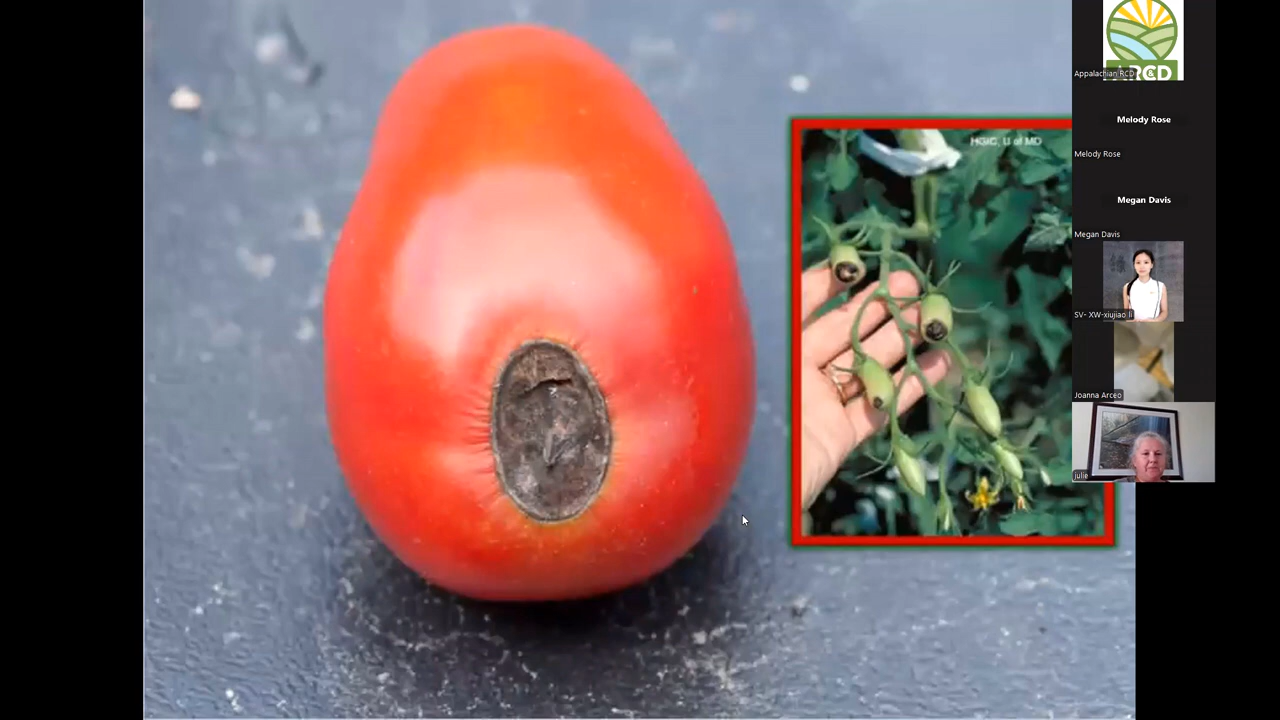 HGIC, U of MD
ARCD
Appalachian RCD
Melody Rose
Melody Rose
Megan Davis
Megan Davis
SV- XW-xiujiao li
Joanna Arceo
julie